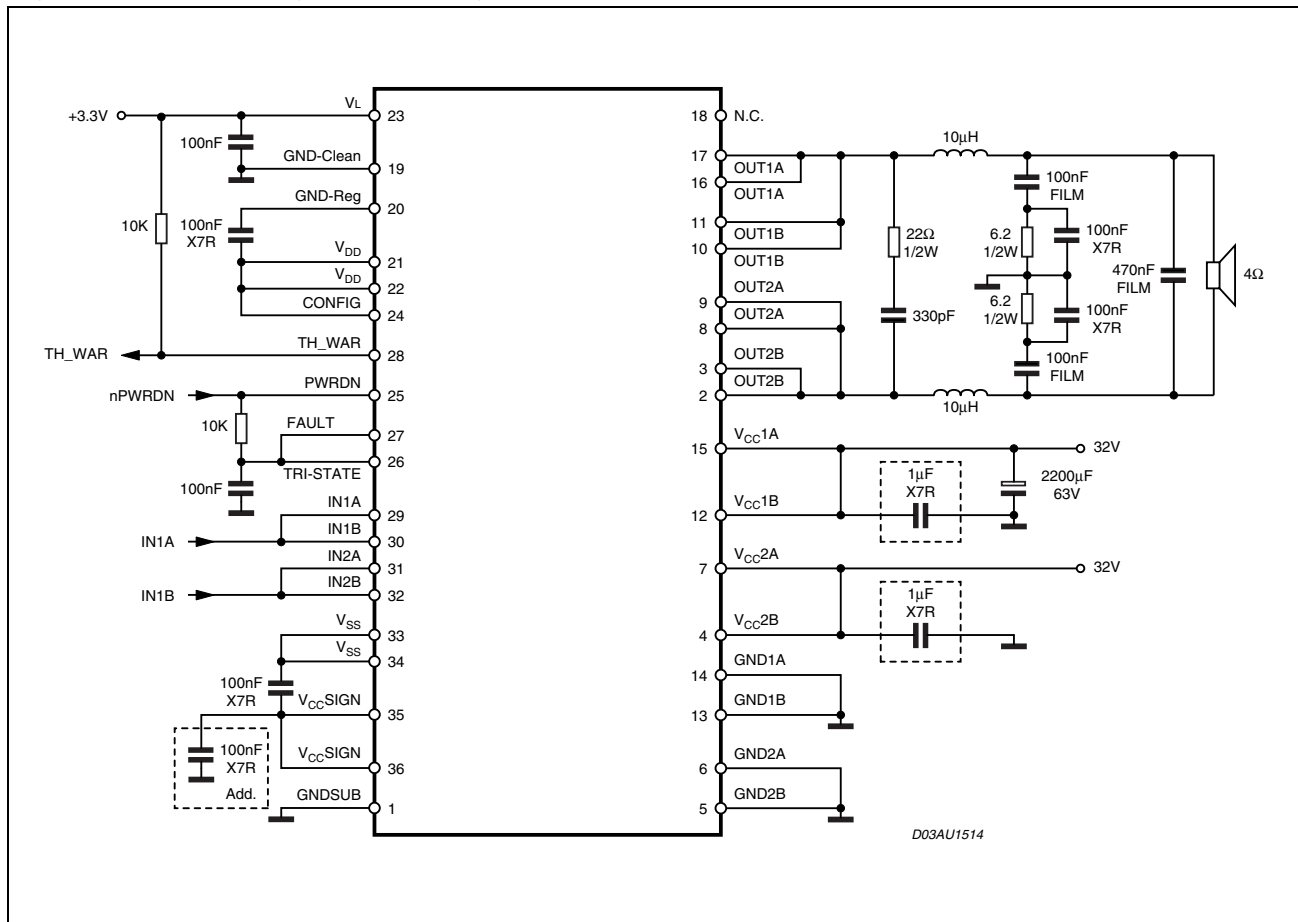 +3.3V
VL
23
100nF
GND-Clean
19
GND-Reg
20
10K
100nF
X7R
VDD
21
VDD
22
CONFIG
24
TH_WAR
TH_WAR
28
nPWRDN
PWRDN
25
10K
FAULT
27
26
TRI-STATE
100nF
IN1A
29
IN1A
IN1B
30
IN2A
31
IN1B
IN2B
32
VSS
33
VSS
34
100nF
X7R
VCCSIGN
35
100nF
X7R
Add.
VCCSIGN
36
GNDSUB
1
18
N.C.
17
OUT1A
16
OUT1A
11
OUT1B
10
OUT1B
OUT2A
9
OUT2A
8
OUT2B
3
OUT2B
2
10µH
22Ω
1/2W
330pF
100nF
FILM
6.2
1/2W
100nF
X7R
6.2
1/2W
100nF
X7R
100nF
FILM
470nF
FILM
4Ω
10µH
VCC1A
15
32V
1µF
X7R
2200µF
63V
VCC1B
12
VCC2A
7
32V
1µF
X7R
VCC2B
4
GND1A
14
GND1B
13
GND2A
6
GND2B
5
D03AU1514